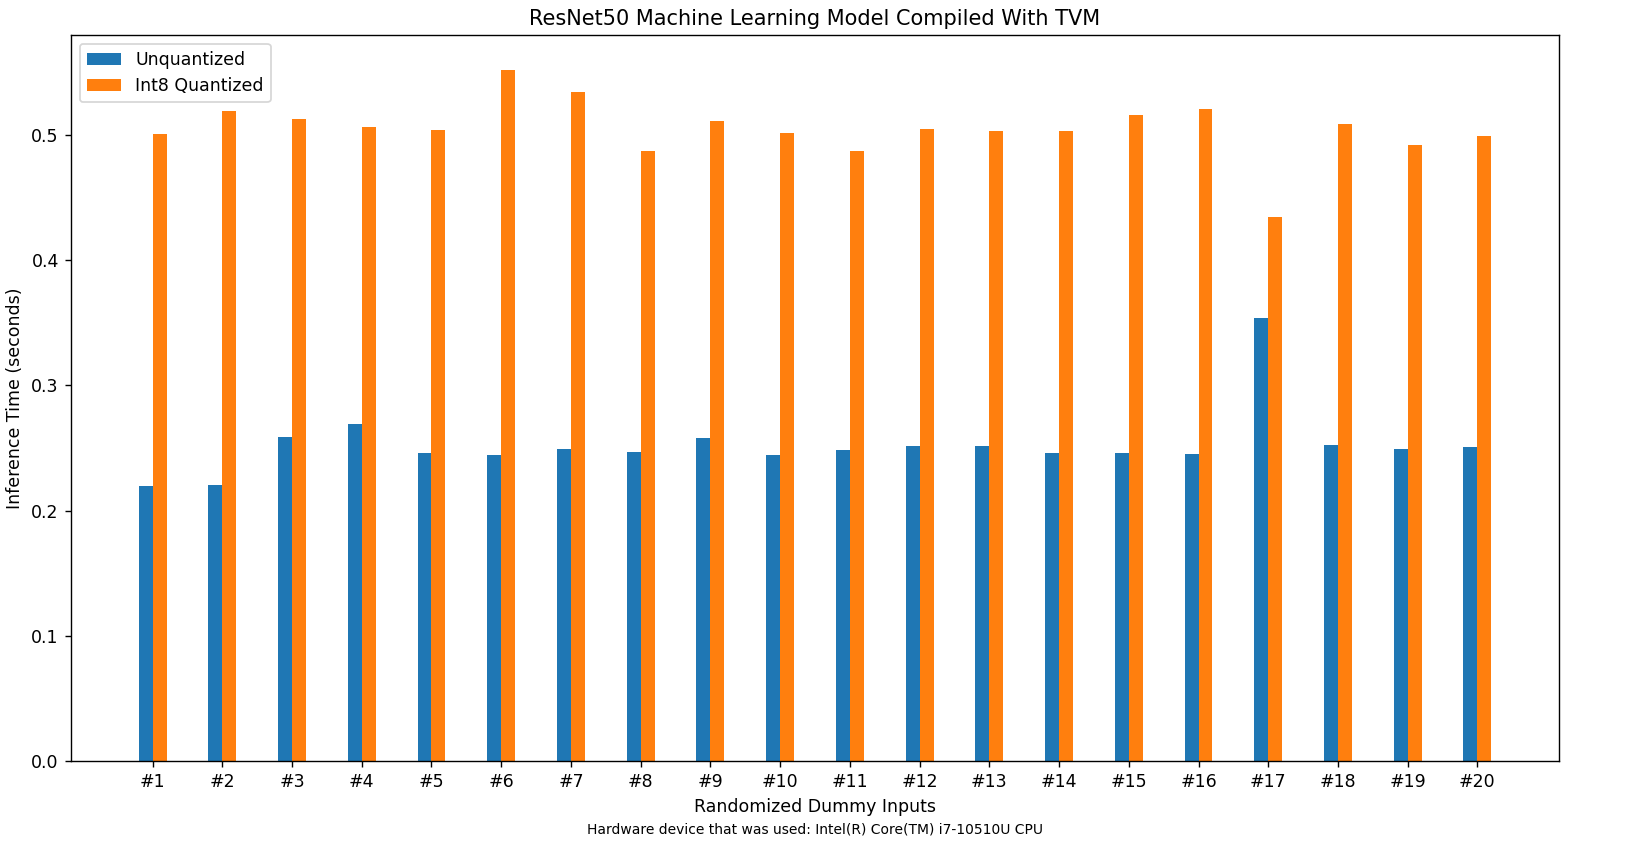 ResNet50 Machine Learning Model Compiled With TVM
Unquantized
Int8 Quantized
Inference Time (seconds)
0.5
0.4
0.3
0.2
0.1
0.0
#1 #2 #3 #4 #5 #6 #7 #8 #9 #10 #11 #12 #13 #14 #15 #16 #17 #18 #19 #20
Randomized Dummy Inputs
Hardware device that was used: Intel(R) Core(TM) i7-10510U CPU